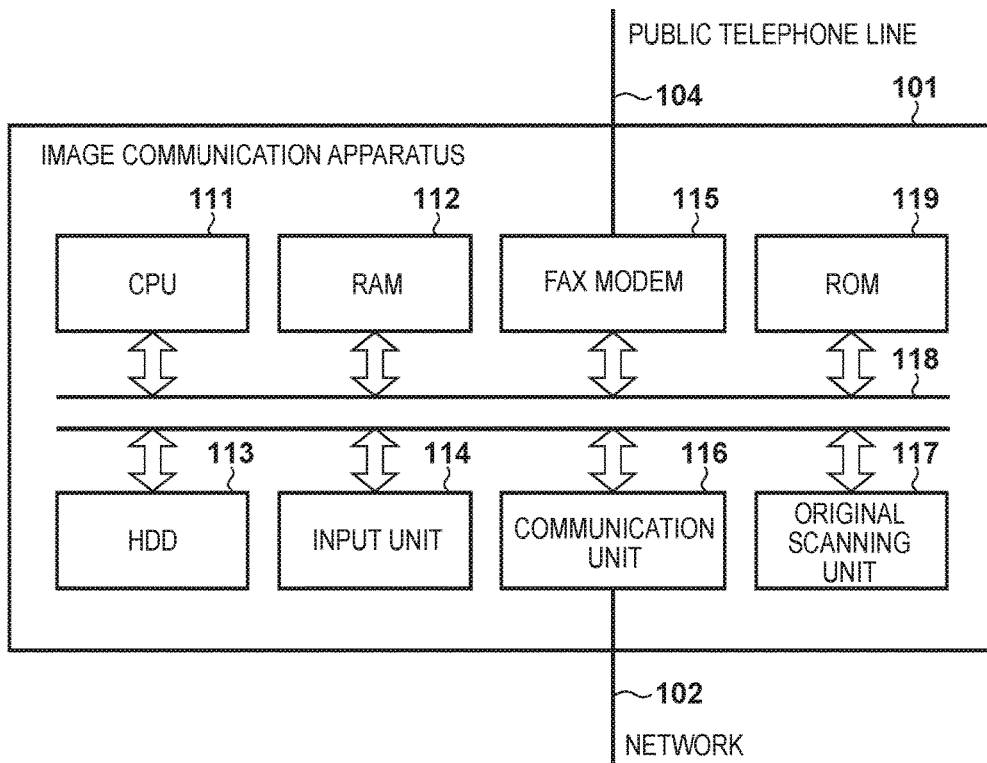 PUBLIC TELEPHONE LINE
104
101
IMAGE COMMUNICATION APPARATUS
111
112
115
119
CPU
RAM
FAX MODEM
ROM
118
113
114
116
117
HDD
INPUT UNIT
COMMUNICATION
UNIT
ORIGINAL
SCANNING
UNIT
102
NETWORK